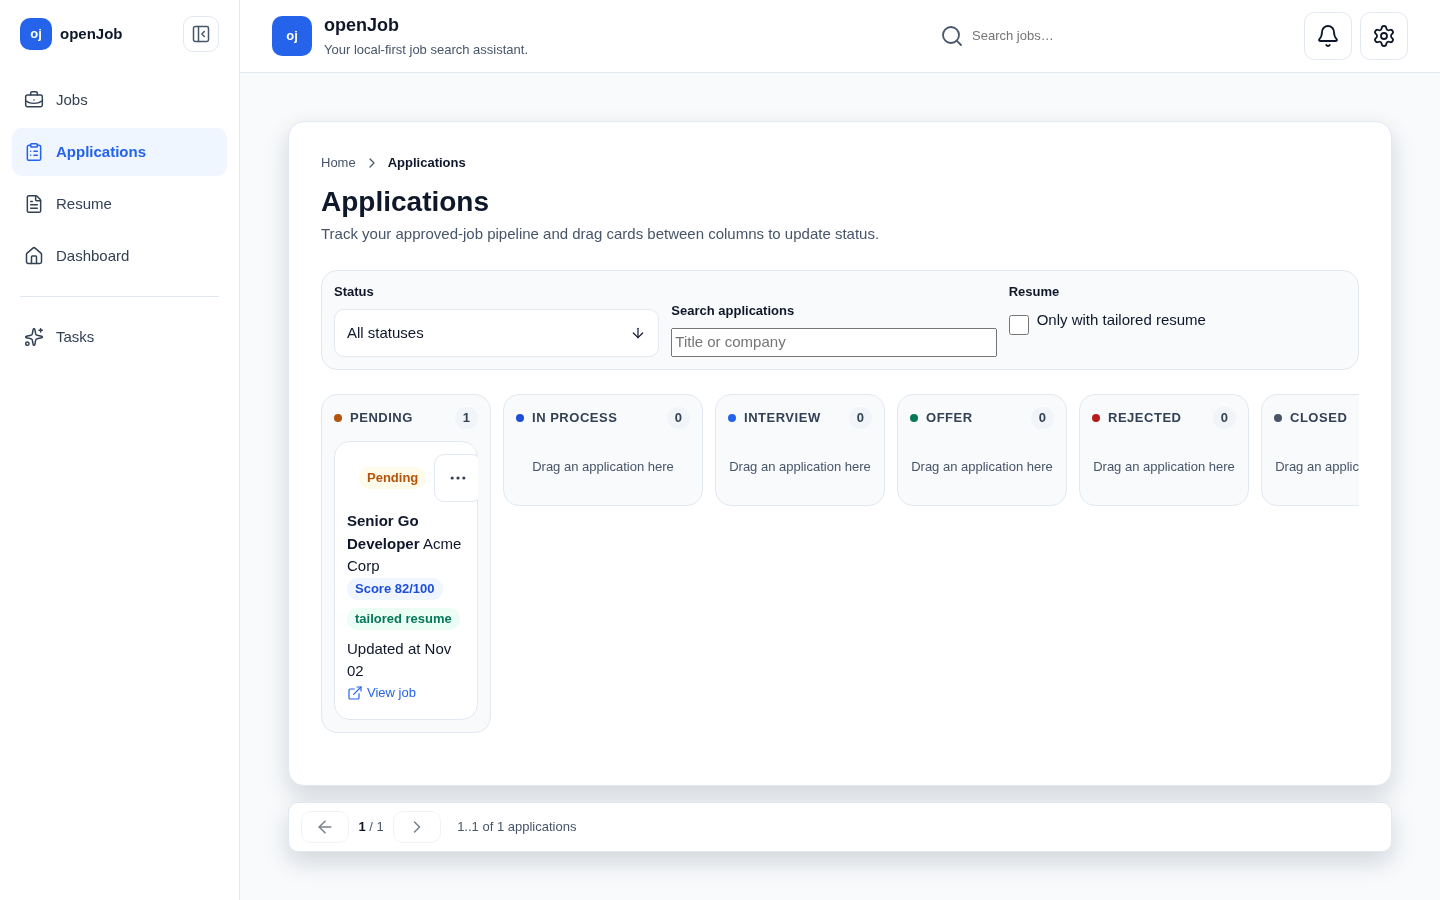 oj openJob
Jobs
Applications
Resume
Dashboard
Tasks
oj
openJob
Your local-first job search assistant.
Search jobs…
Home Applications
Applications
Track your approved-job pipeline and drag cards between columns to update status.
Status
All statuses
Search applications
Title or company
Resume
Only with tailored resume
PENDING 1
Pending
Senior Go
Developer Acme
Corp
Score 82/100
tailored resume
Updated at Nov
02
View job
IN PROCESS 0
Drag an application here
INTERVIEW 0
Drag an application here
OFFER 0
Drag an application here
REJECTED 0
Drag an application here
CLOSED
Drag an applic
1 / 1
1..1 of 1 applications